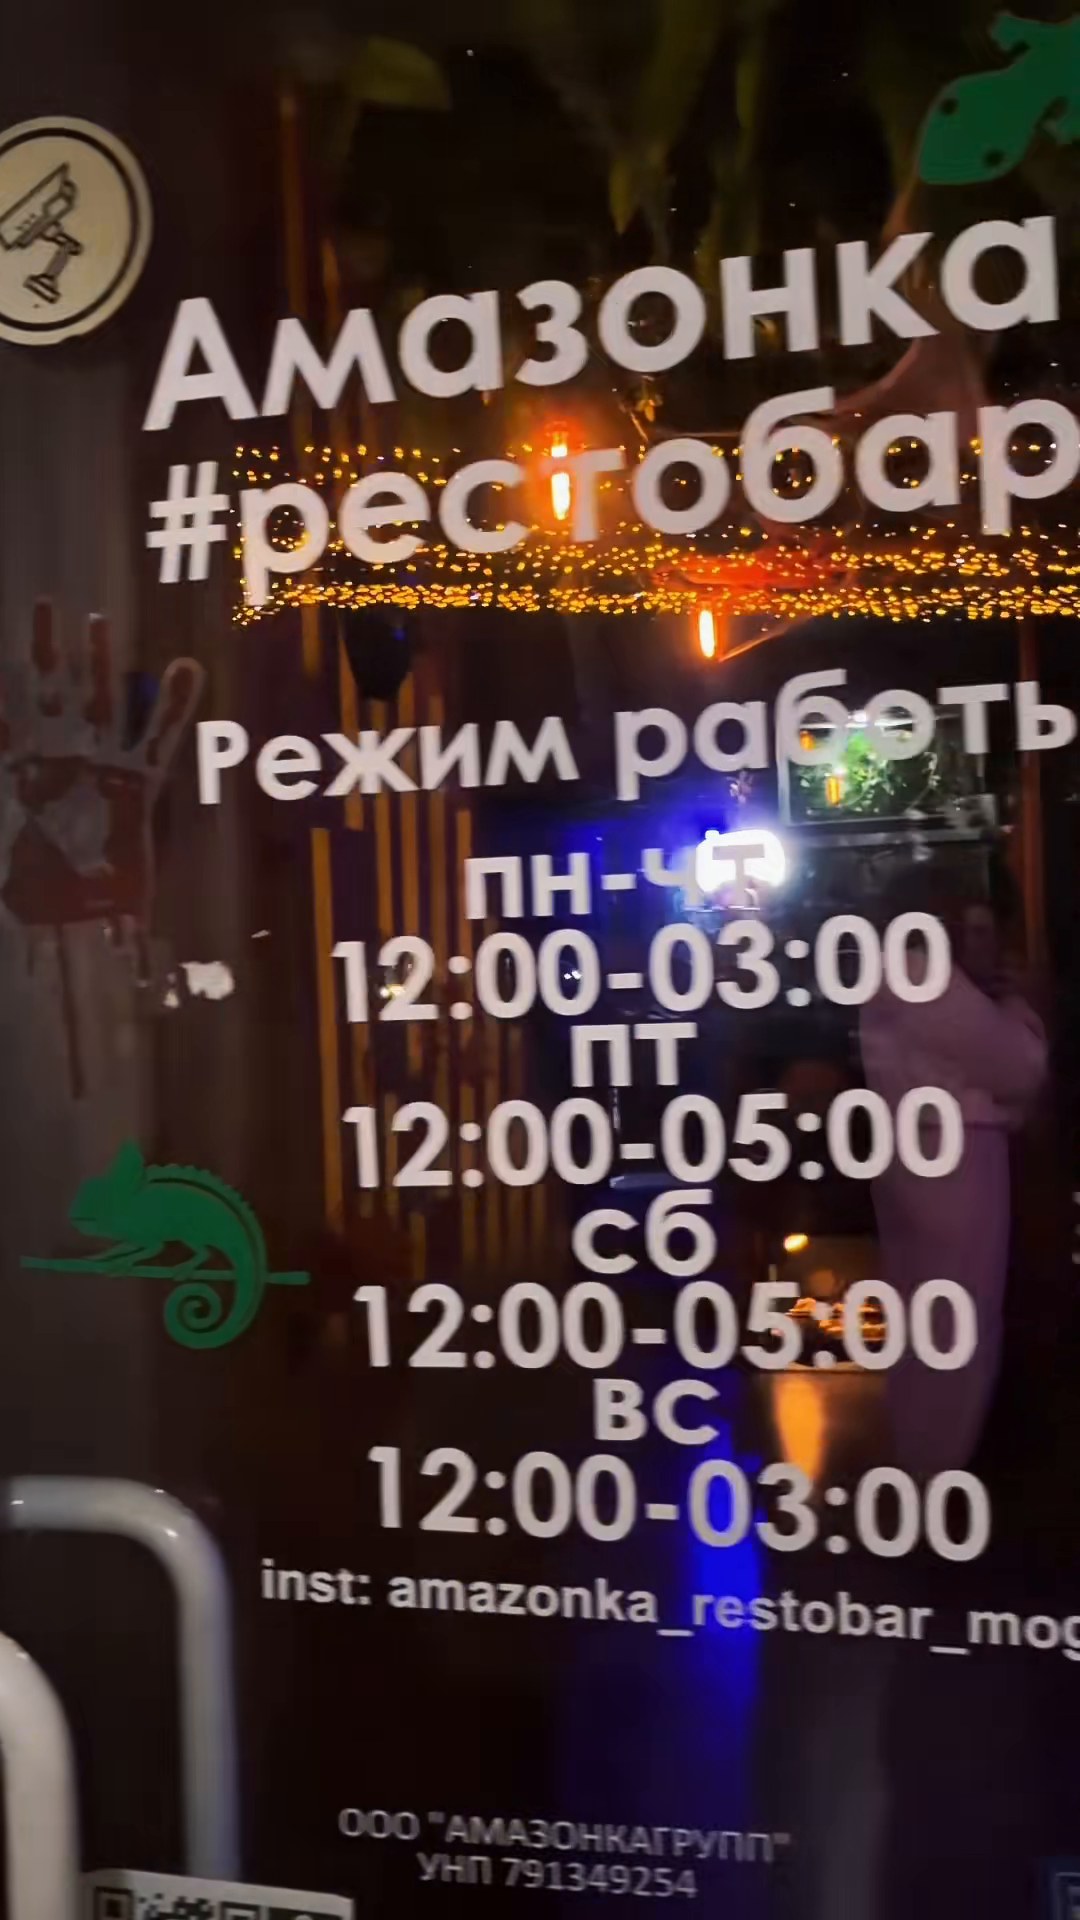 Амазонка
#рестобар
Режим работы
пн-чт
12:00-03:00
пт
12:00-05:00
сб
12:00-05:00
вс
12:00-03:00
inst: amazonka_restobar_mog
ООО "АМАЗОНКАГРУПП"
УНП 791349254